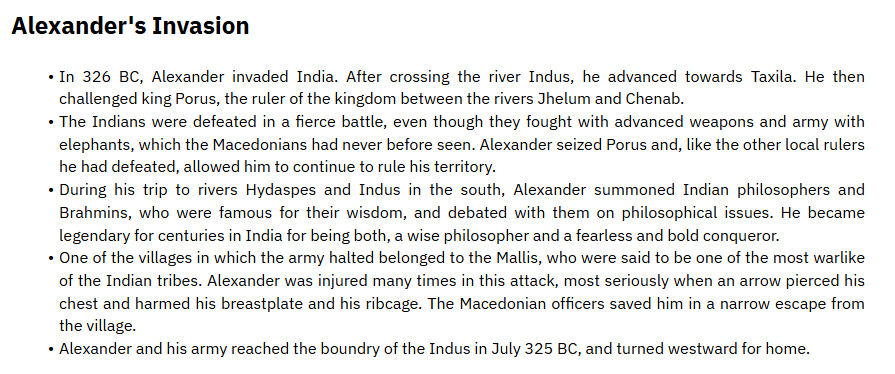 Alexander's Invasion
• In 326 BC, Alexander invaded India. After crossing the river Indus, he advanced towards Taxila. He then
challenged king Porus, the ruler of the kingdom between the rivers Jhelum and Chenab.
• The Indians were defeated in a fierce battle, even though they fought with advanced weapons and army with
elephants, which the Macedonians had never before seen. Alexander seized Porus and, like the other local rulers
he had defeated, allowed him to continue to rule his territory.
• During his trip to rivers Hydaspes and Indus in the south, Alexander summoned Indian philosophers and
Brahmins, who were famous for their wisdom, and debated with them on philosophical issues. He became
legendary for centuries in India for being both, a wise philosopher and a fearless and bold conqueror.
• One of the villages in which the army halted belonged to the Mallis, who were said to be one of the most warlike
of the Indian tribes. Alexander was injured many times in this attack, most seriously when an arrow pierced his
chest and harmed his breastplate and his ribcage. The Macedonian officers saved him in a narrow escape from
the village.
• Alexander and his army reached the boundry of the Indus in July 325 BC, and turned westward for home.